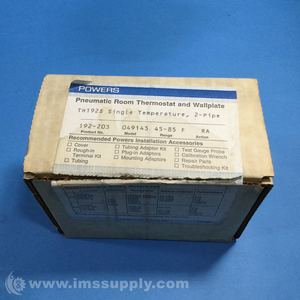 POWERS
Pneumatic Room Thermostat and Wallplate
TH192S Single Temperature, 2-Pipe
192-203 049143 45-85 F RA
Product No. Model Range Action
Recommended Powers Installation Accessories
Cover
Rough-in
Terminal Kit
Tubing
Tubing Adaptor Kit
Plug-in Adaptors
Mounting Adaptors
Test Gauge Probe
Calibration Wrench
Repair Parts
Troubleshooting Kit
© www.imssupply.com